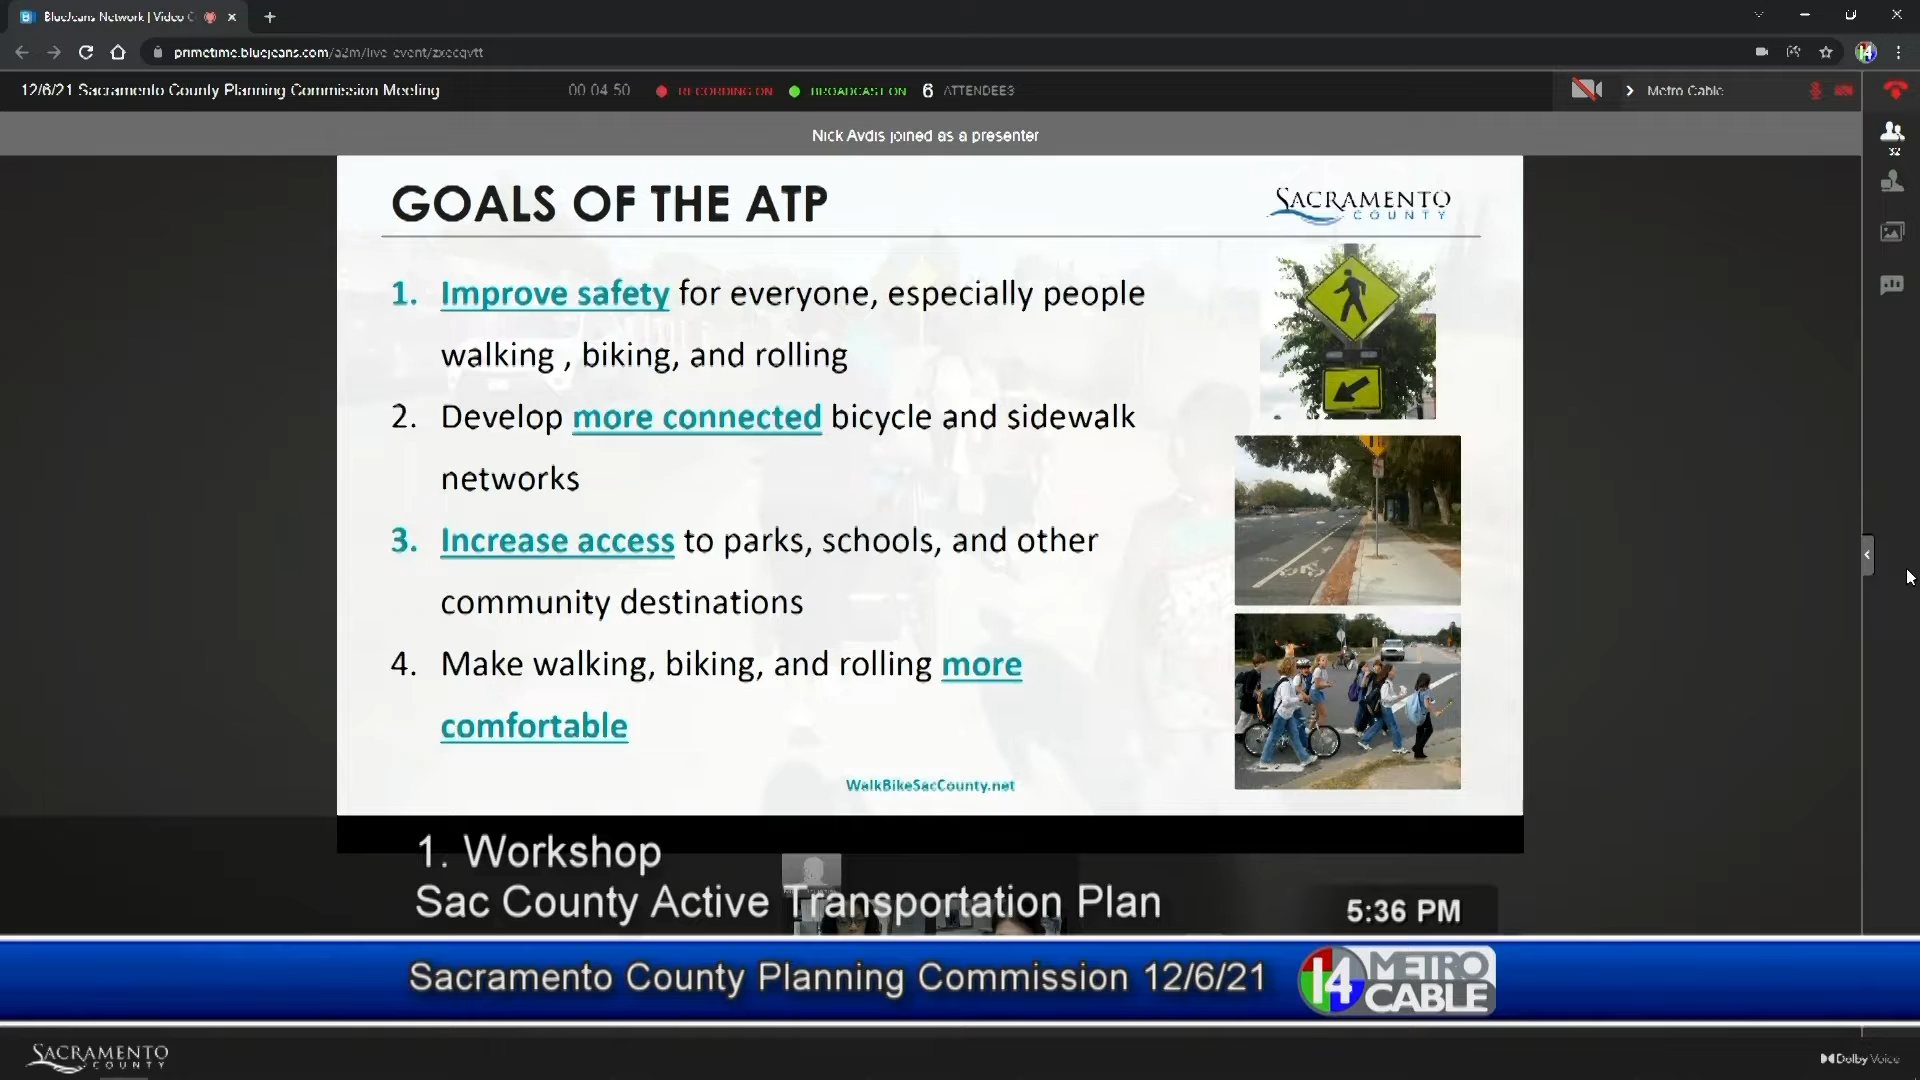 BlueJeans Network | Video C
primetime.bluejeans.com/a2m/live-event/zxecqvtt
12/6/21 Sacramento County Planning Commission Meeting
00:04:50
RECORDING ON
BROADCAST ON
6 ATTENDEES
Metro Cable
Nick Avdis joined as a presenter
32
GOALS OF THE ATP
SACRAMENTO
COUNTY
1. Improve safety for everyone, especially people
walking , biking, and rolling
2. Develop more connected bicycle and sidewalk
networks
3. Increase access to parks, schools, and other
community destinations
4. Make walking, biking, and rolling more
comfortable
WalkBikeSacCounty.net
1. Workshop
Sac County Active Transportation Plan
5:36 PM
Sacramento County Planning Commission 12/6/21
14 METRO
CABLE
SACRAMENTO
COUNTY
Dolby Voice